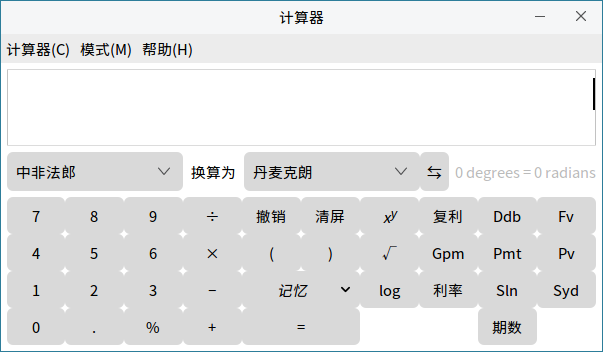 计算器
计算器(C) 模式(M) 帮助(H)
中非法郎 换算为 丹麦克朗 ⇆ 0 degrees = 0 radians
7 8 9 ÷ 撤销 清屏 xʸ 复利 Ddb Fv
4 5 6 × ( ) √ Gpm Pmt Pv
1 2 3 − 记忆 log 利率 Sln Syd
0 . % + = 期数